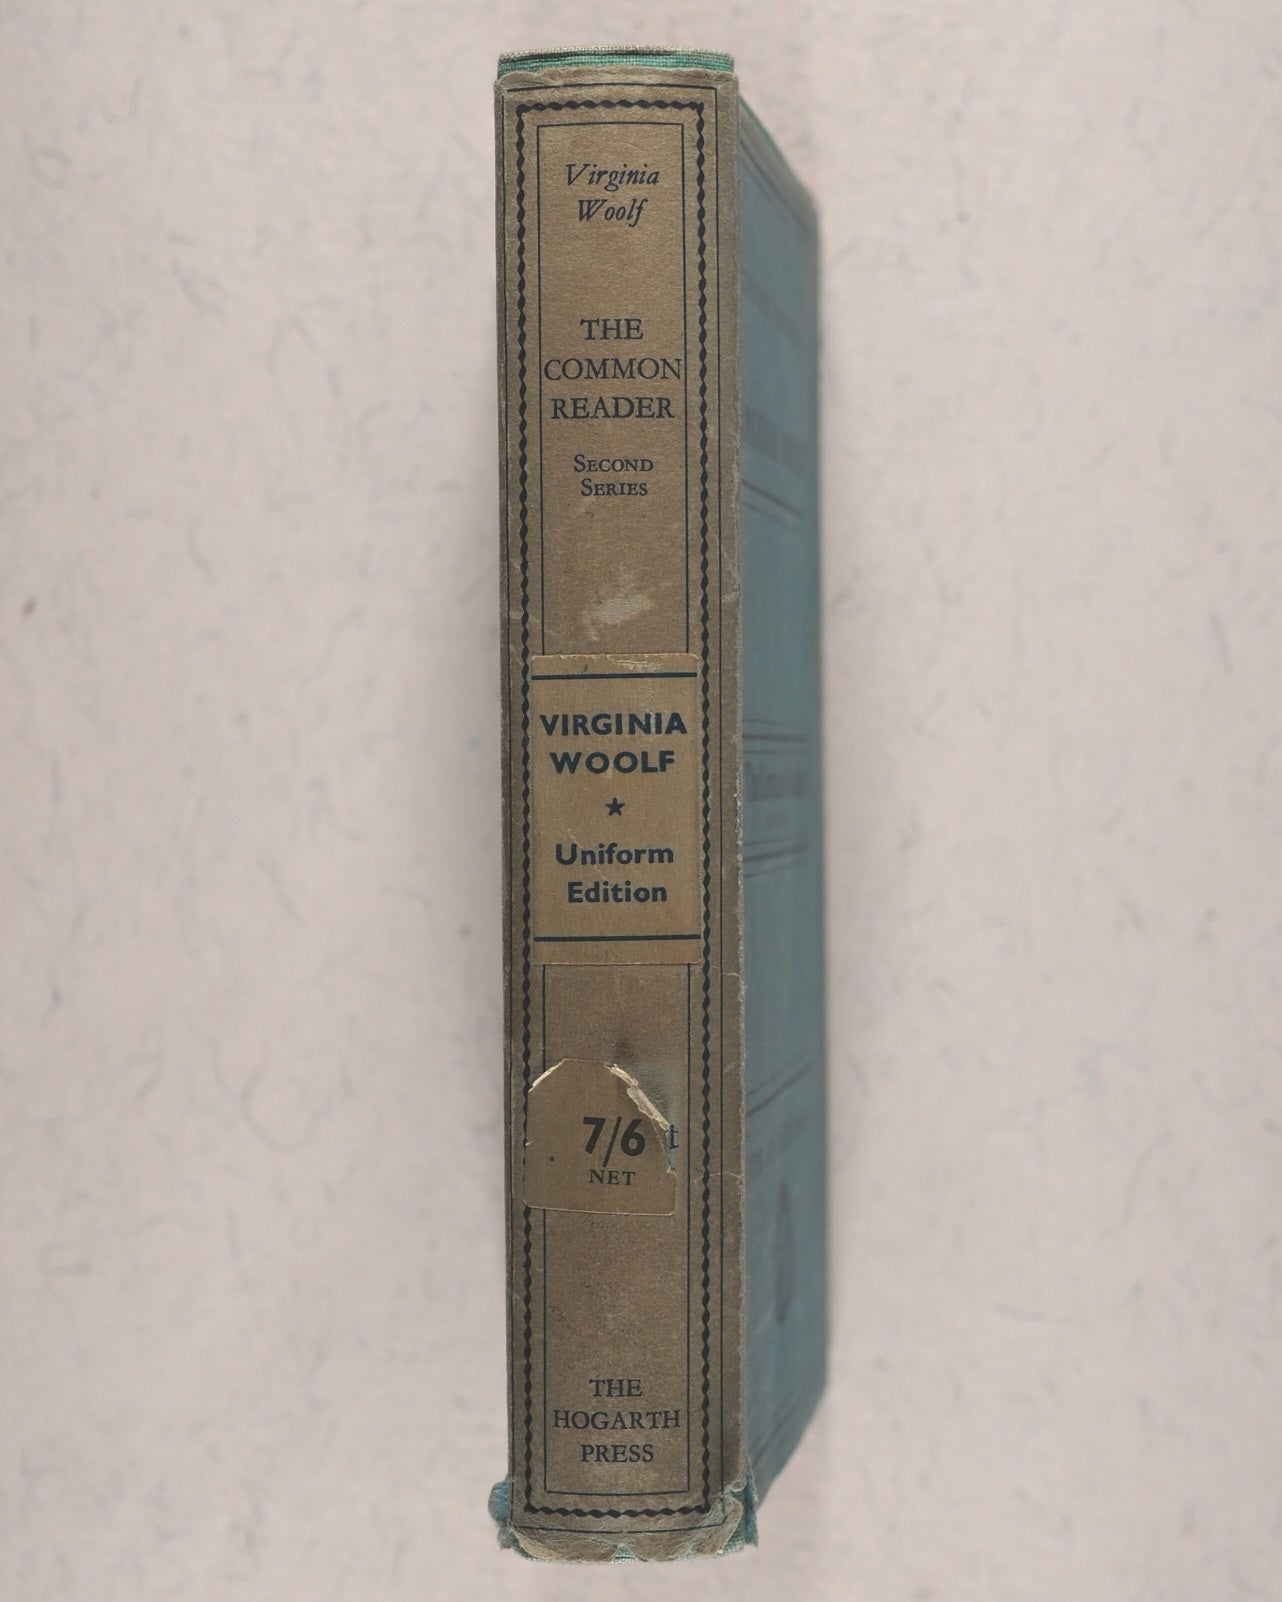 Virginia
Woolf
THE
COMMON
READER
SECOND
SERIES
VIRGINIA
WOOLF
★
Uniform
Edition
7/6 t
NET
THE
HOGARTH
PRESS